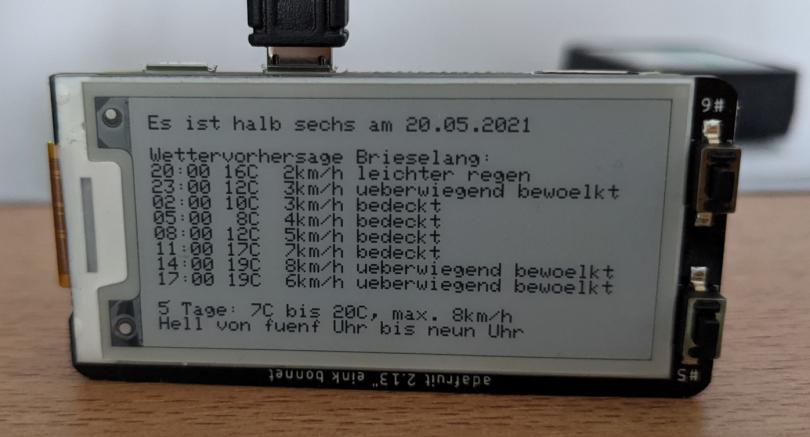 #6
Es ist halb sechs am 20.05.2021
Wettervorhersage Brieselang:
20:00 16C 2km/h leichter regen
23:00 12C 3km/h ueberwiegend bewoelkt
02:00 10C 3km/h bedeckt
05:00 8C 4km/h bedeckt
08:00 12C 5km/h bedeckt
11:00 17C 7km/h bedeckt
14:00 19C 8km/h ueberwiegend bewoelkt
17:00 19C 6km/h ueberwiegend bewoelkt
5 Tage: 7C bis 20C, max. 8km/h
Hell von fuenf Uhr bis neun Uhr
#5
adafruit 2.13" eink bonnet